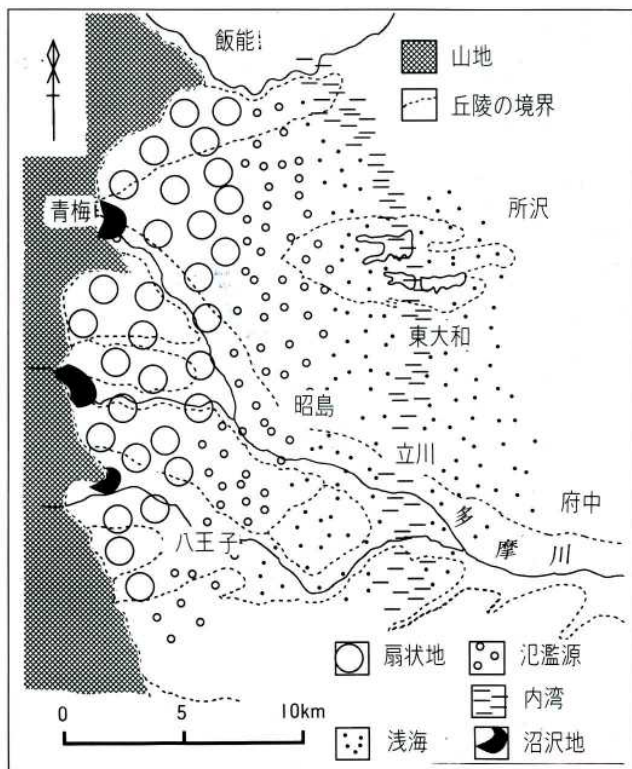 飯能
山地
丘陵の境界
青梅
所沢
東大和
昭島
立川
府中
多摩川
八王子
扇状地
氾濫源
内湾
浅海
沼沢地
0 5 10km